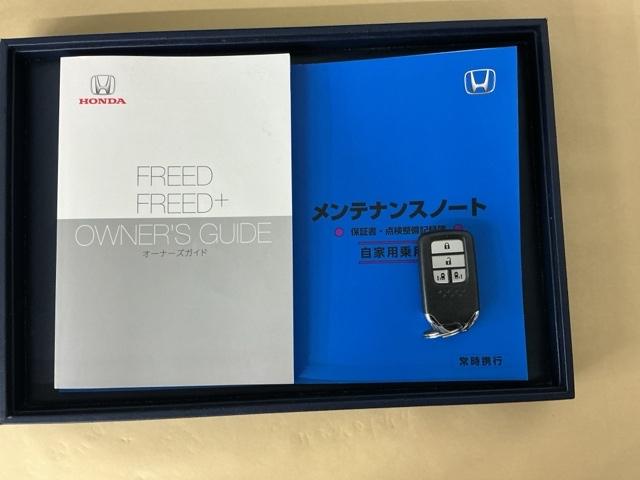 HONDA
FREED
FREED+
OWNER'S GUIDE
オーナーズガイド
メンテナンスノート
保証書・点検整備記録簿
自家用乗用
常時携行